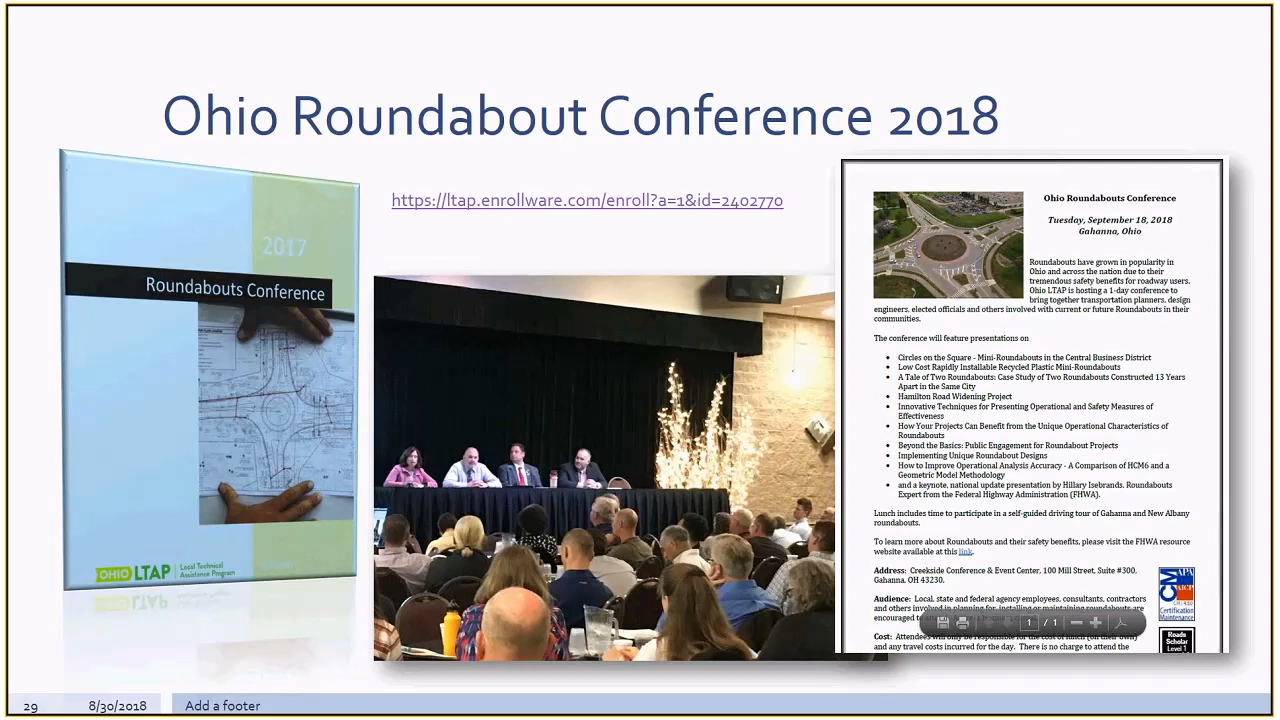 Ohio Roundabout Conference 2018
https://ltap.enrollware.com/enroll?a=1&id=2402770
2017
Roundabouts Conference
OHIO LTAP
Local Technical
Assistance Program
Ohio Roundabouts Conference
Tuesday, September 18, 2018
Gahanna, Ohio
Roundabouts have grown in popularity in
Ohio and across the nation due to their
tremendous safety benefits for roadway users.
Ohio LTAP is hosting a 1-day conference to
bring together transportation planners, design
engineers, elected officials and others involved with current or future Roundabouts in their
communities.
The conference will feature presentations on
• Circles on the Square - Mini-Roundabouts in the Central Business District
• Low Cost Rapidly Installable Recycled Plastic Mini-Roundabouts
• A Tale of Two Roundabouts: Case Study of Two Roundabouts Constructed 13 Years
Apart in the Same City
• Hamilton Road Widening Project
• Innovative Techniques for Presenting Operational and Safety Measures of
Effectiveness
• How Your Projects Can Benefit from the Unique Operational Characteristics of
Roundabouts
• Beyond the Basics: Public Engagement for Roundabout Projects
• Implementing Unique Roundabout Designs
• How to Improve Operational Analysis Accuracy - A Comparison of HCM6 and a
Geometric Model Methodology
• and a keynote, national update presentation by Hillary Isebrands, Roundabouts
Expert from the Federal Highway Administration (FHWA).
Lunch includes time to participate in a self-guided driving tour of Gahanna and New Albany
roundabouts.
To learn more about Roundabouts and their safety benefits, please visit the FHWA resource
website available at this link.
Address: Creekside Conference & Event Center, 100 Mill Street, Suite #300,
Gahanna, OH 43230.
Audience: Local, state and federal agency employees, consultants, contractors
and others involved in planning for, installing or maintaining roundabouts are
encouraged to
1 / 1
Cost: Attendees will only be responsible for the cost of lunch (on their own)
and any travel costs incurred for the day. There is no charge to attend the
CM
APA
AICP
Certification
Maintenance
Roads
Scholar
Level 1
29
8/30/2018
Add a footer